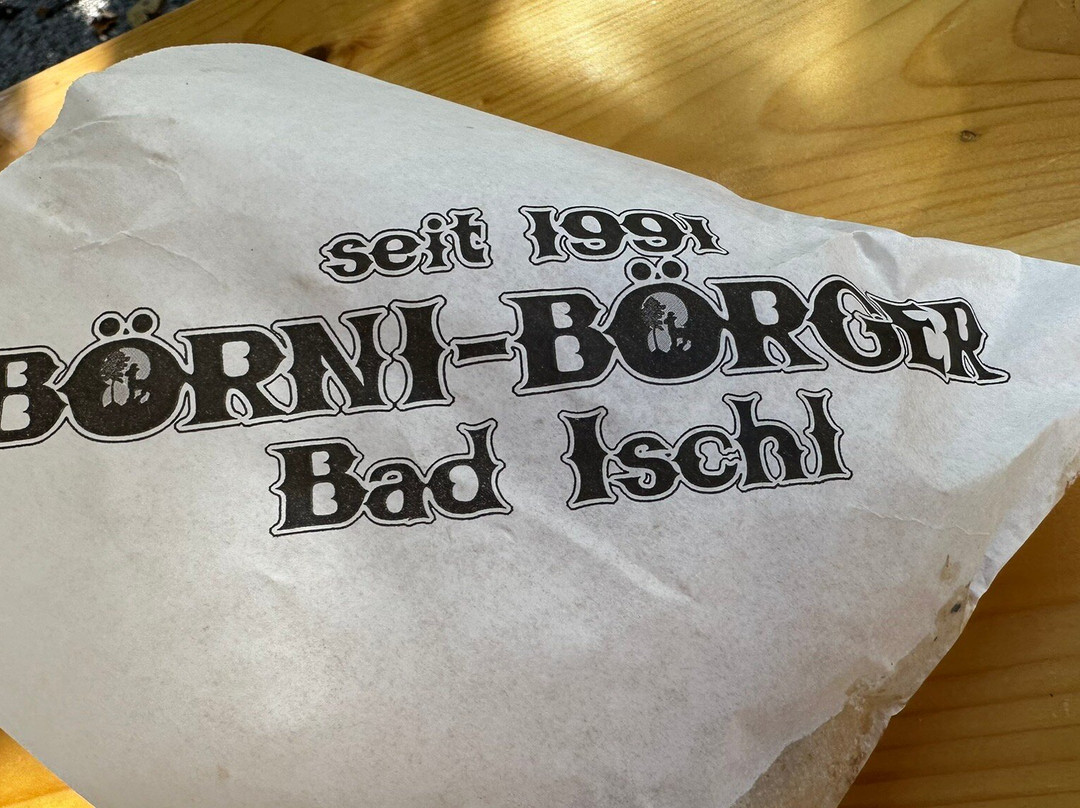 seit 1991
BÖRNI-BÖRGER
Bad Ischl